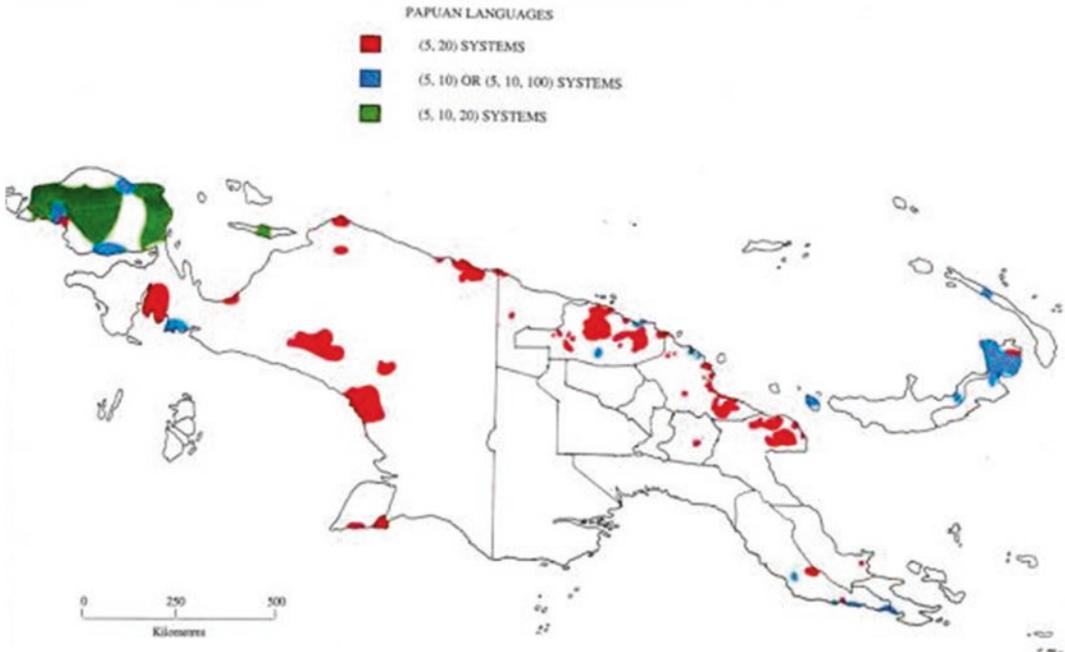 PAPUAN LANGUAGES
(5, 20) SYSTEMS
(5, 10) OR (5, 10, 100) SYSTEMS
(5, 10, 20) SYSTEMS
0 250 500
Kilometres